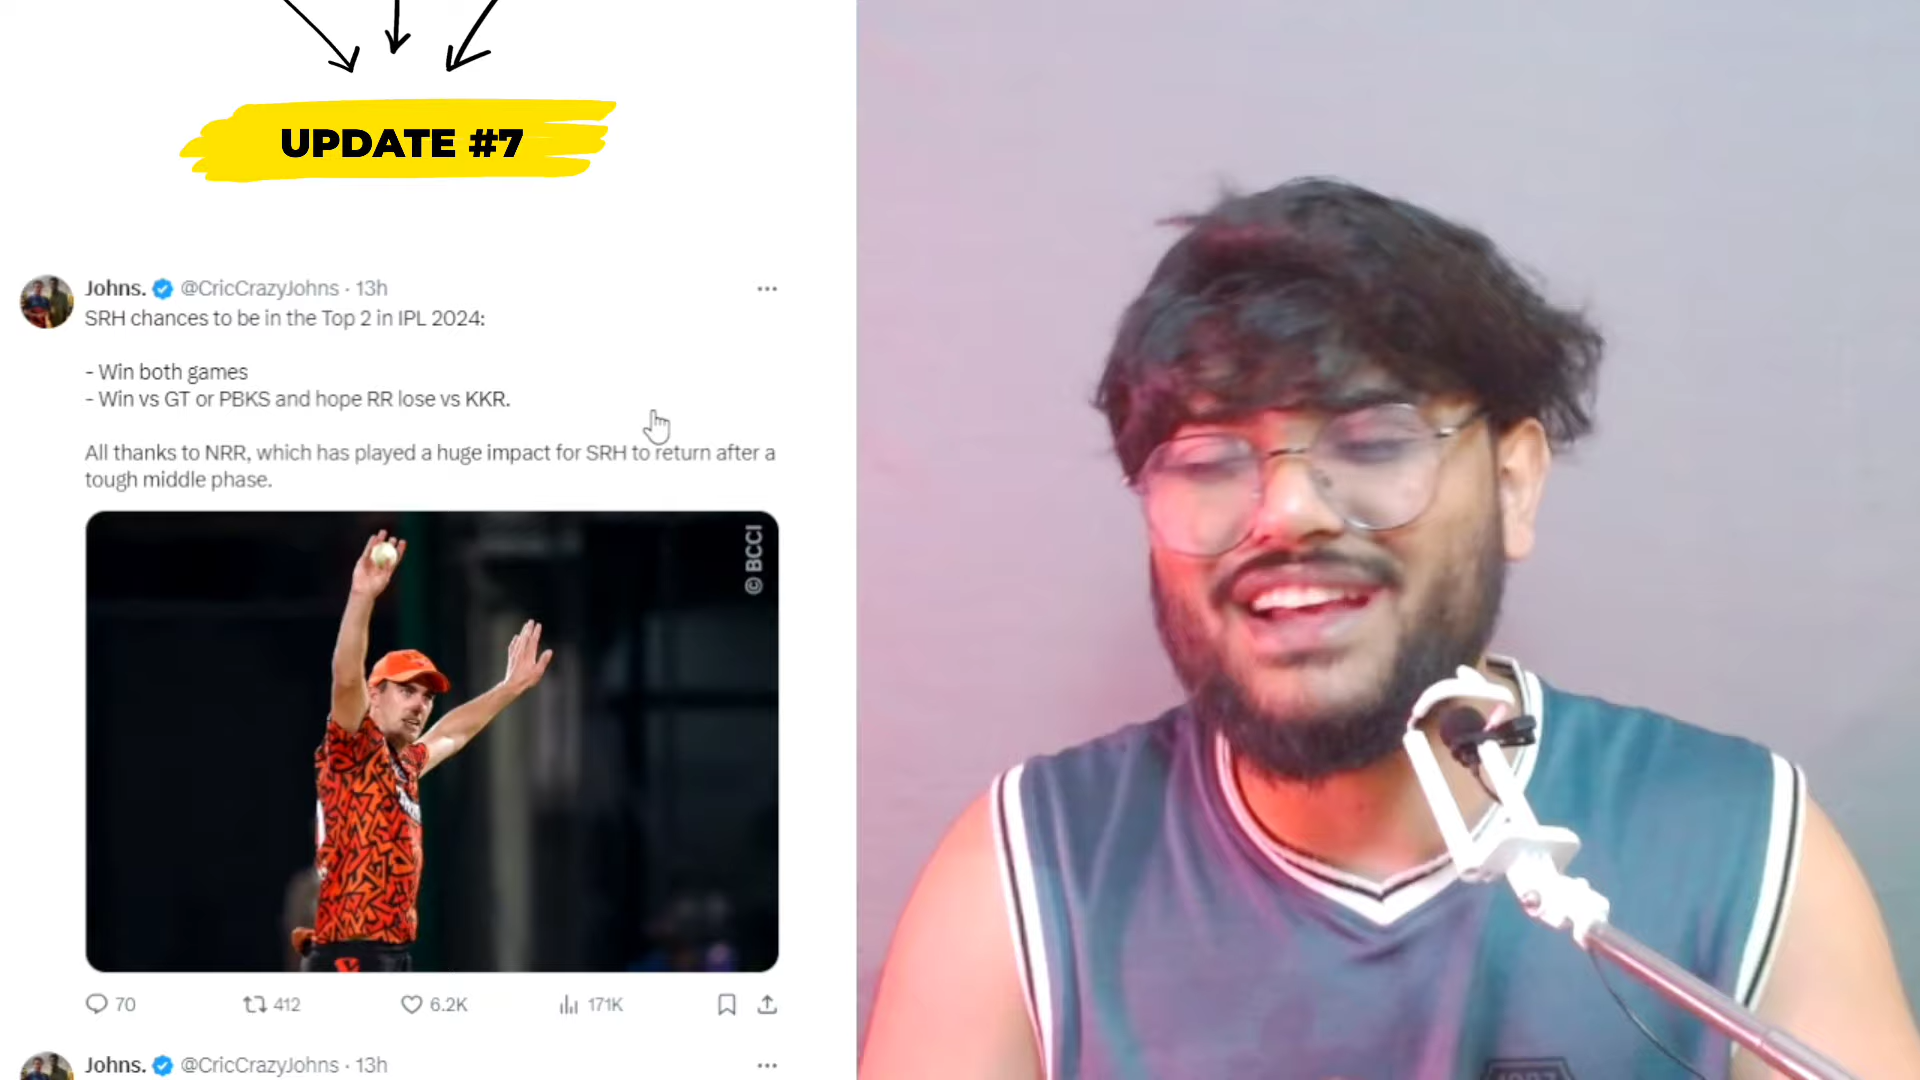 UPDATE #7
Johns. @CricCrazyJohns · 13h
SRH chances to be in the Top 2 in IPL 2024:
- Win both games
- Win vs GT or PBKS and hope RR lose vs KKR.
All thanks to NRR, which has played a huge impact for SRH to return after a
tough middle phase.
© BCCI
70 412 6.2K 171K
Johns. @CricCrazyJohns · 13h